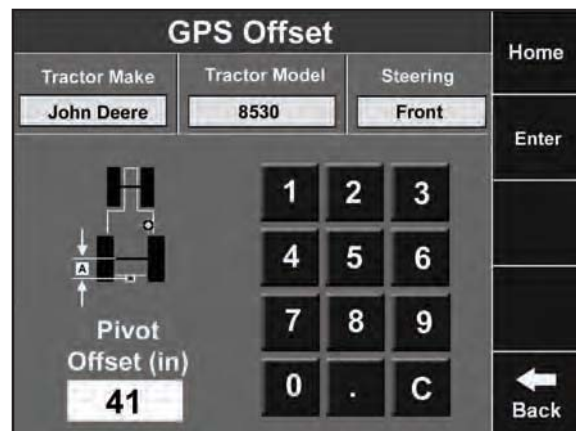 GPS Offset
Tractor Make Tractor Model Steering
John Deere 8530 Front
Home
Enter
1 2 3
4 5 6
7 8 9
0 . C
A
Pivot
Offset (in)
41
Back